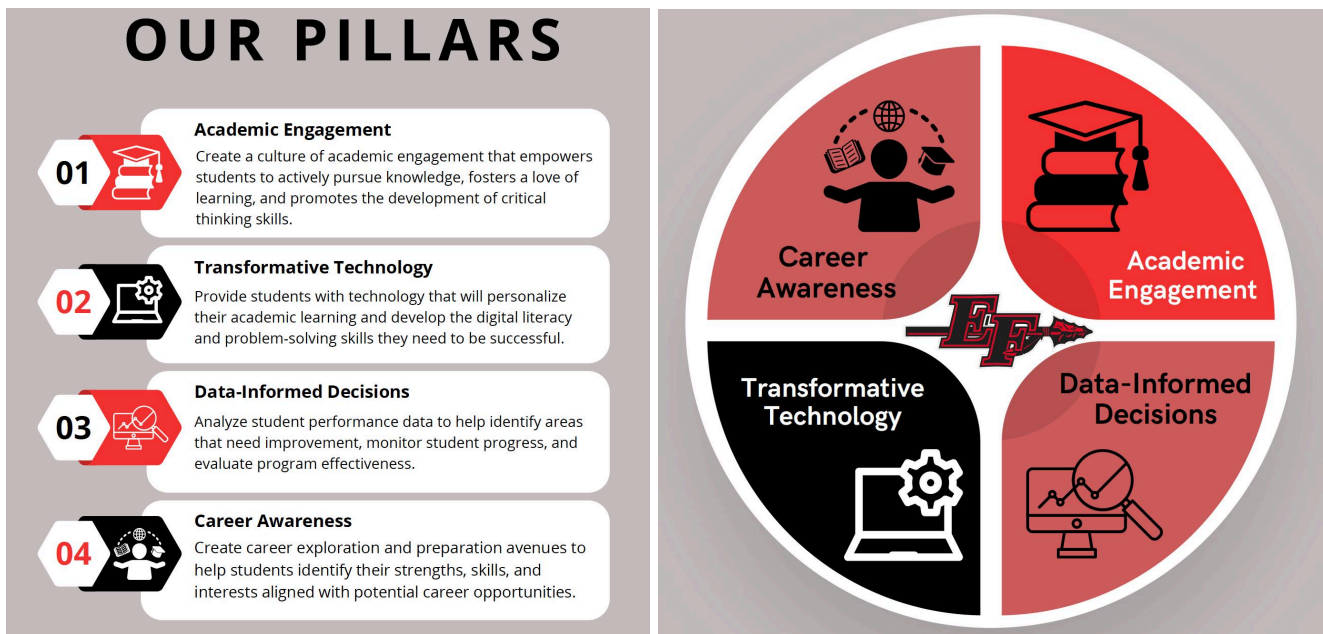 OUR PILLARS
01
Academic Engagement
Create a culture of academic engagement that empowers
students to actively pursue knowledge, fosters a love of
learning, and promotes the development of critical
thinking skills.
02
Transformative Technology
Provide students with technology that will personalize
their academic learning and develop the digital literacy
and problem-solving skills they need to be successful.
03
Data-Informed Decisions
Analyze student performance data to help identify areas
that need improvement, monitor student progress, and
evaluate program effectiveness.
04
Career Awareness
Create career exploration and preparation avenues to
help students identify their strengths, skills, and
interests aligned with potential career opportunities.
Career
Awareness
Academic
Engagement
EF
Transformative
Technology
Data-Informed
Decisions